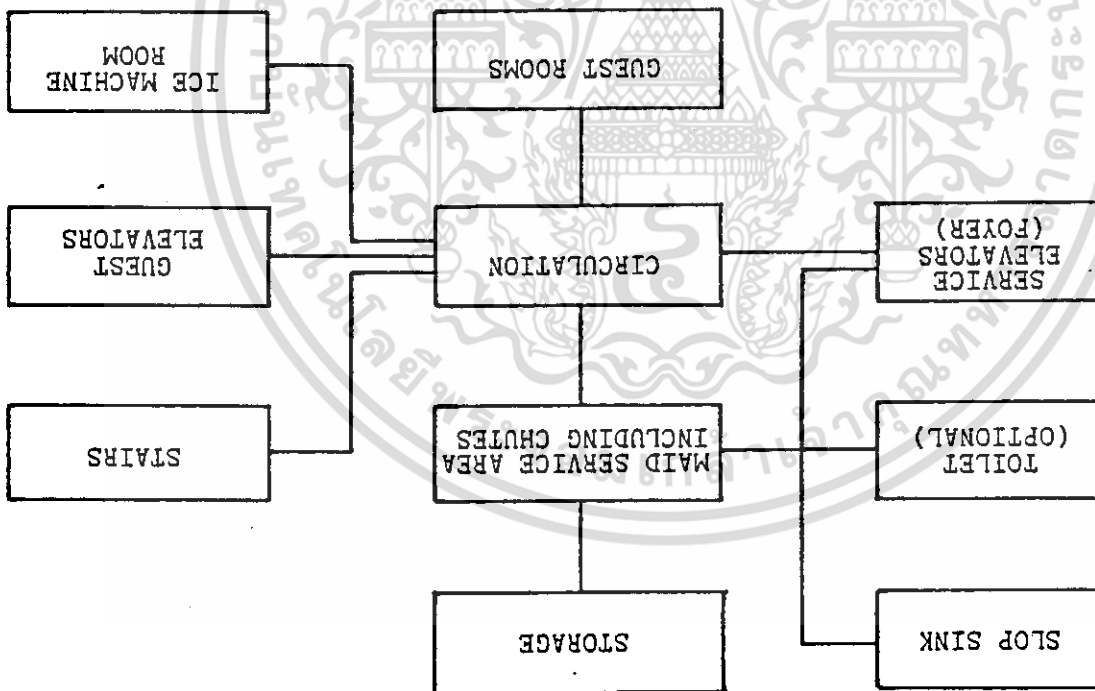 SLOP SINK
STORAGE
TOILET
(OPTIONAL)
MAID SERVICE AREA
INCLUDING CHUTES
STAIRS
SERVICE
ELEVATORS
(FOYER)
CIRCULATION
GUEST
ELEVATORS
GUEST ROOMS
ICE MACHINE
ROOM